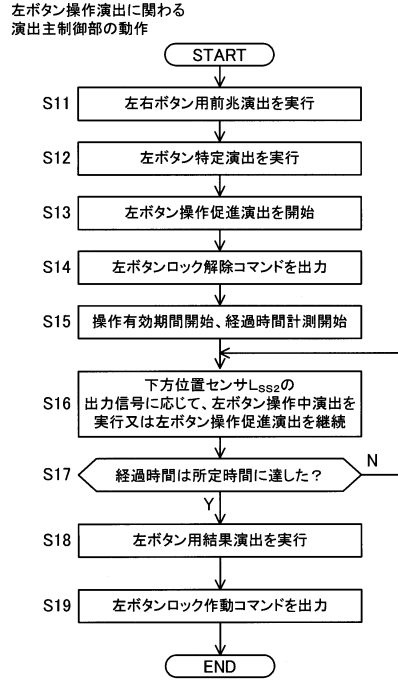 左ボタン操作演出に関わる
演出主制御部の動作
START
S11 左右ボタン用前兆演出を実行
S12 左ボタン特定演出を実行
S13 左ボタン操作促進演出を開始
S14 左ボタンロック解除コマンドを出力
S15 操作有効期間開始、経過時間計測開始
下方位置センサLSS2の
S16 出力信号に応じて、左ボタン操作中演出を
実行又は左ボタン操作促進演出を継続
S17 経過時間は所定時間に達した？ N
Y
S18 左ボタン用結果演出を実行
S19 左ボタンロック作動コマンドを出力
END